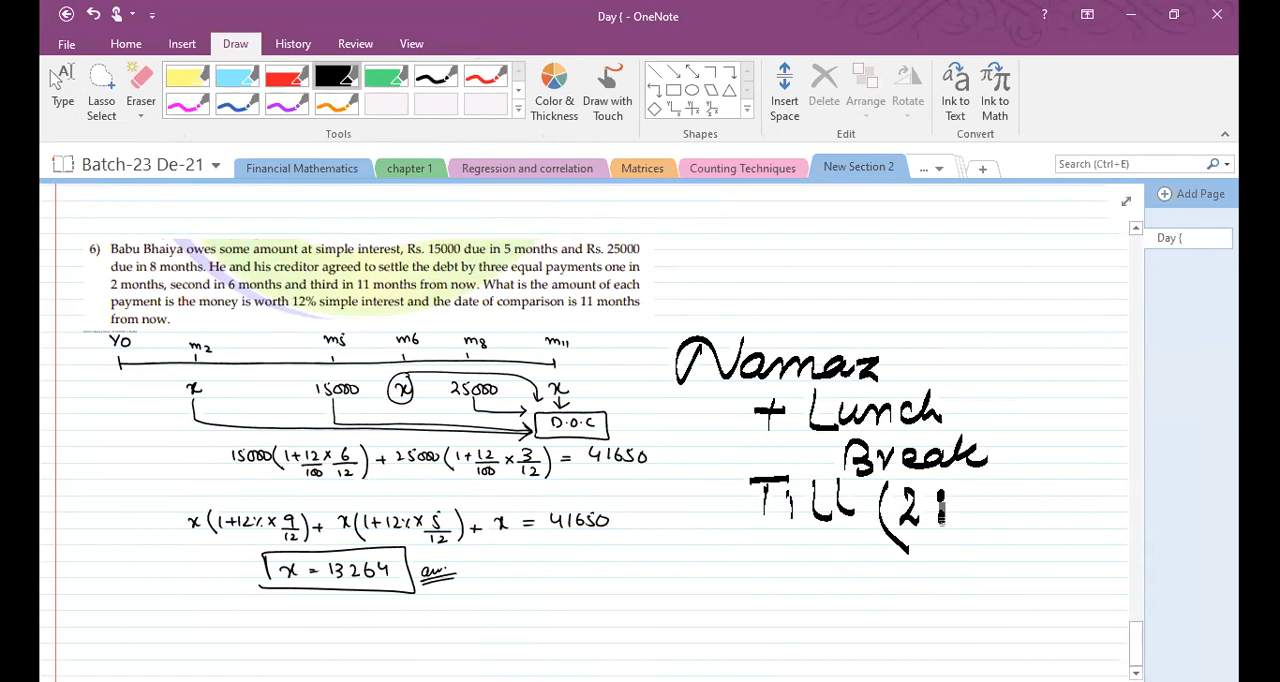 Day { - OneNote
?
File Home Insert Draw History Review View
Type
Lasso Select
Eraser
Color & Thickness
Draw with Touch
Insert Space
Delete
Arrange
Rotate
Ink to Text
Ink to Math
Tools
Shapes
Edit
Convert
Batch-23 De-21
Financial Mathematics
chapter 1
Regression and correlation
Matrices
Counting Techniques
New Section 2
...
Search (Ctrl+E)
Add Page
Day {
6) Babu Bhaiya owes some amount at simple interest, Rs. 15000 due in 5 months and Rs. 25000
due in 8 months. He and his creditor agreed to settle the debt by three equal payments one in
2 months, second in 6 months and third in 11 months from now. What is the amount of each
payment is the money is worth 12% simple interest and the date of comparison is 11 months
from now.
Y0 m2 m5 m6 m8 m11
x 15000 x 25000 x
D.O.C
15000(1+12/100 × 6/12) + 25000(1+12/100 × 3/12) = 41650
x(1+12% × 9/12) + x(1+12% × 5/12) + x = 41650
x = 13264 ans.
Namaz
+ Lunch
Break
Till (2